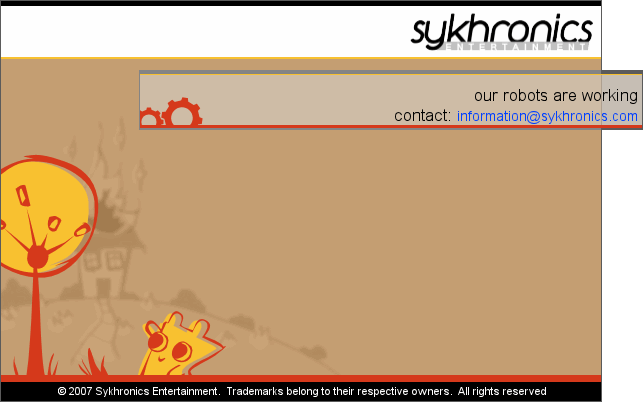 sykhronics
ENTERTAINMENT
our robots are working
contact: information@sykhronics.com
© 2007 Sykhronics Entertainment. Trademarks belong to their respective owners. All rights reserved